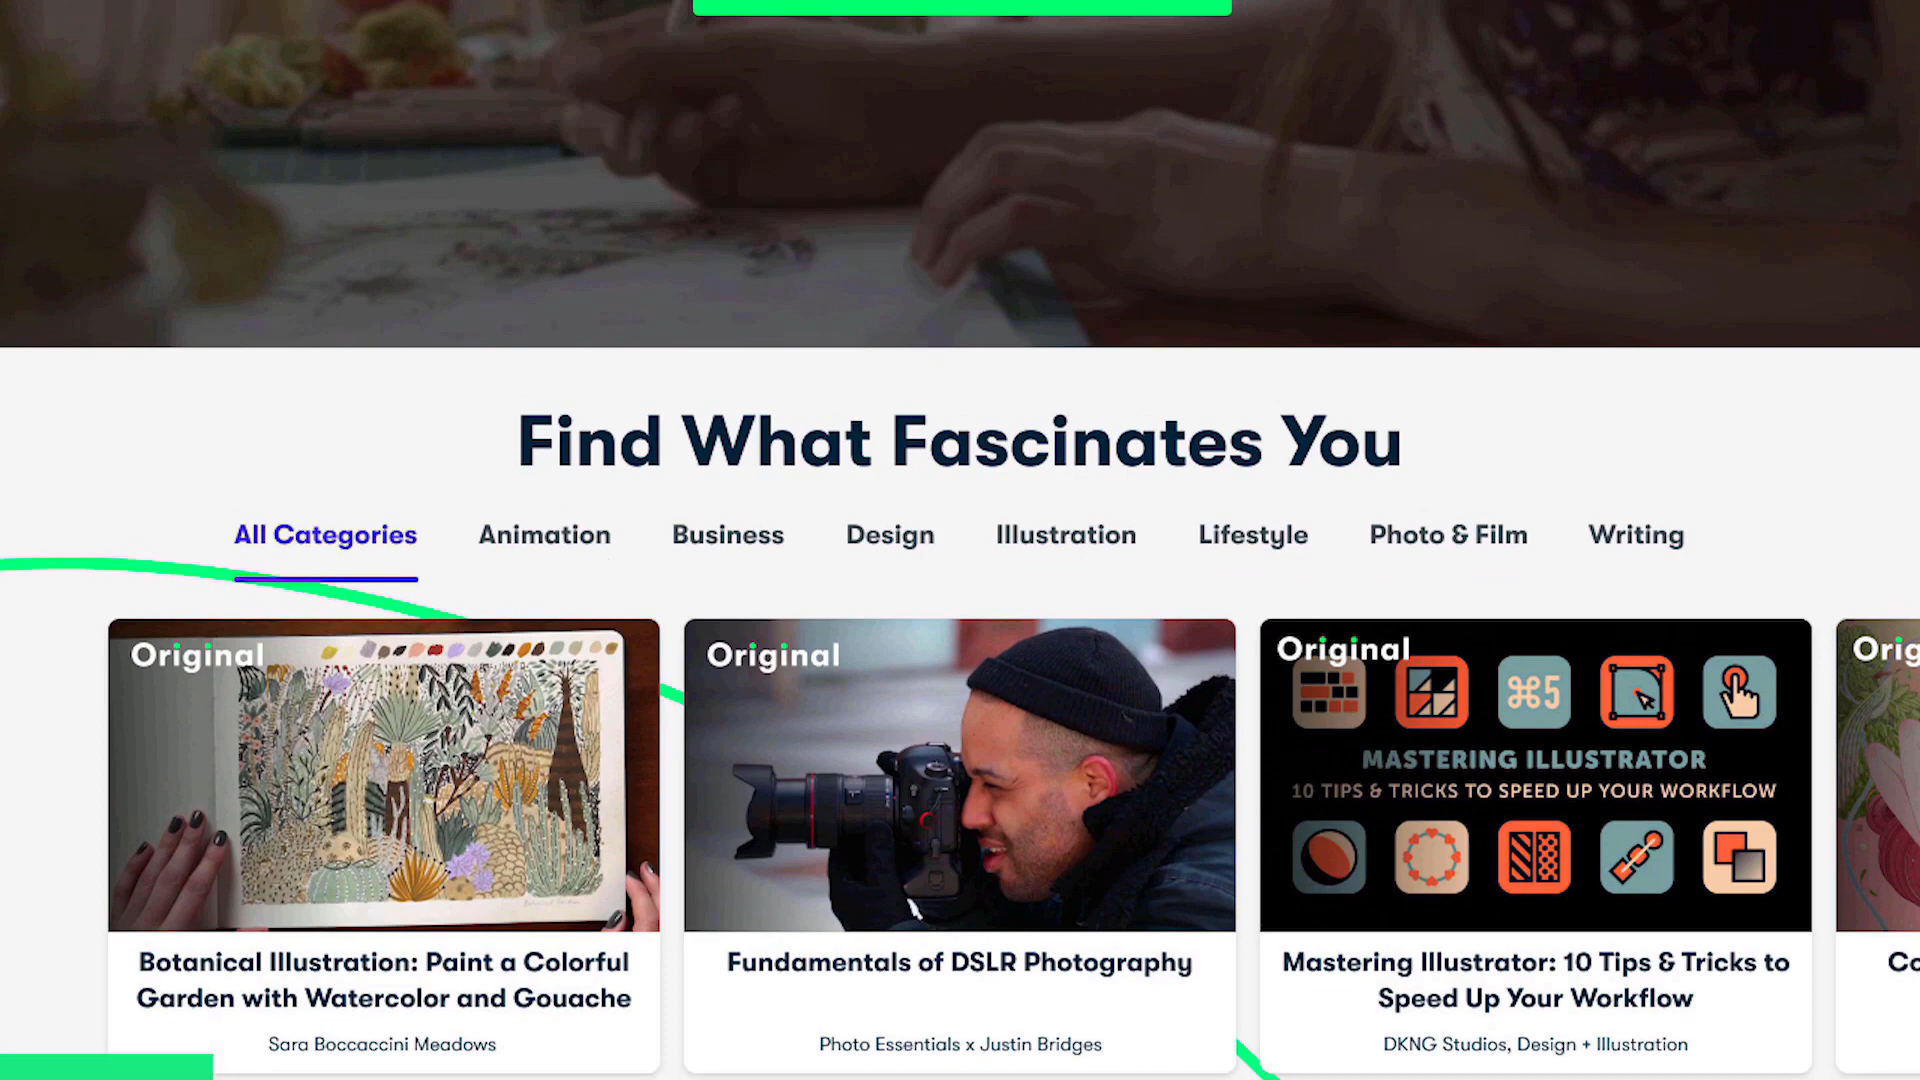 Find What Fascinates You
All Categories Animation Business Design Illustration Lifestyle Photo & Film Writing
Original
Original
Original
⌘5
MASTERING ILLUSTRATOR
10 TIPS & TRICKS TO SPEED UP YOUR WORKFLOW
Botanical Illustration: Paint a Colorful
Garden with Watercolor and Gouache
Sara Boccaccini Meadows
Fundamentals of DSLR Photography
Photo Essentials x Justin Bridges
Mastering Illustrator: 10 Tips & Tricks to
Speed Up Your Workflow
DKNG Studios, Design + Illustration